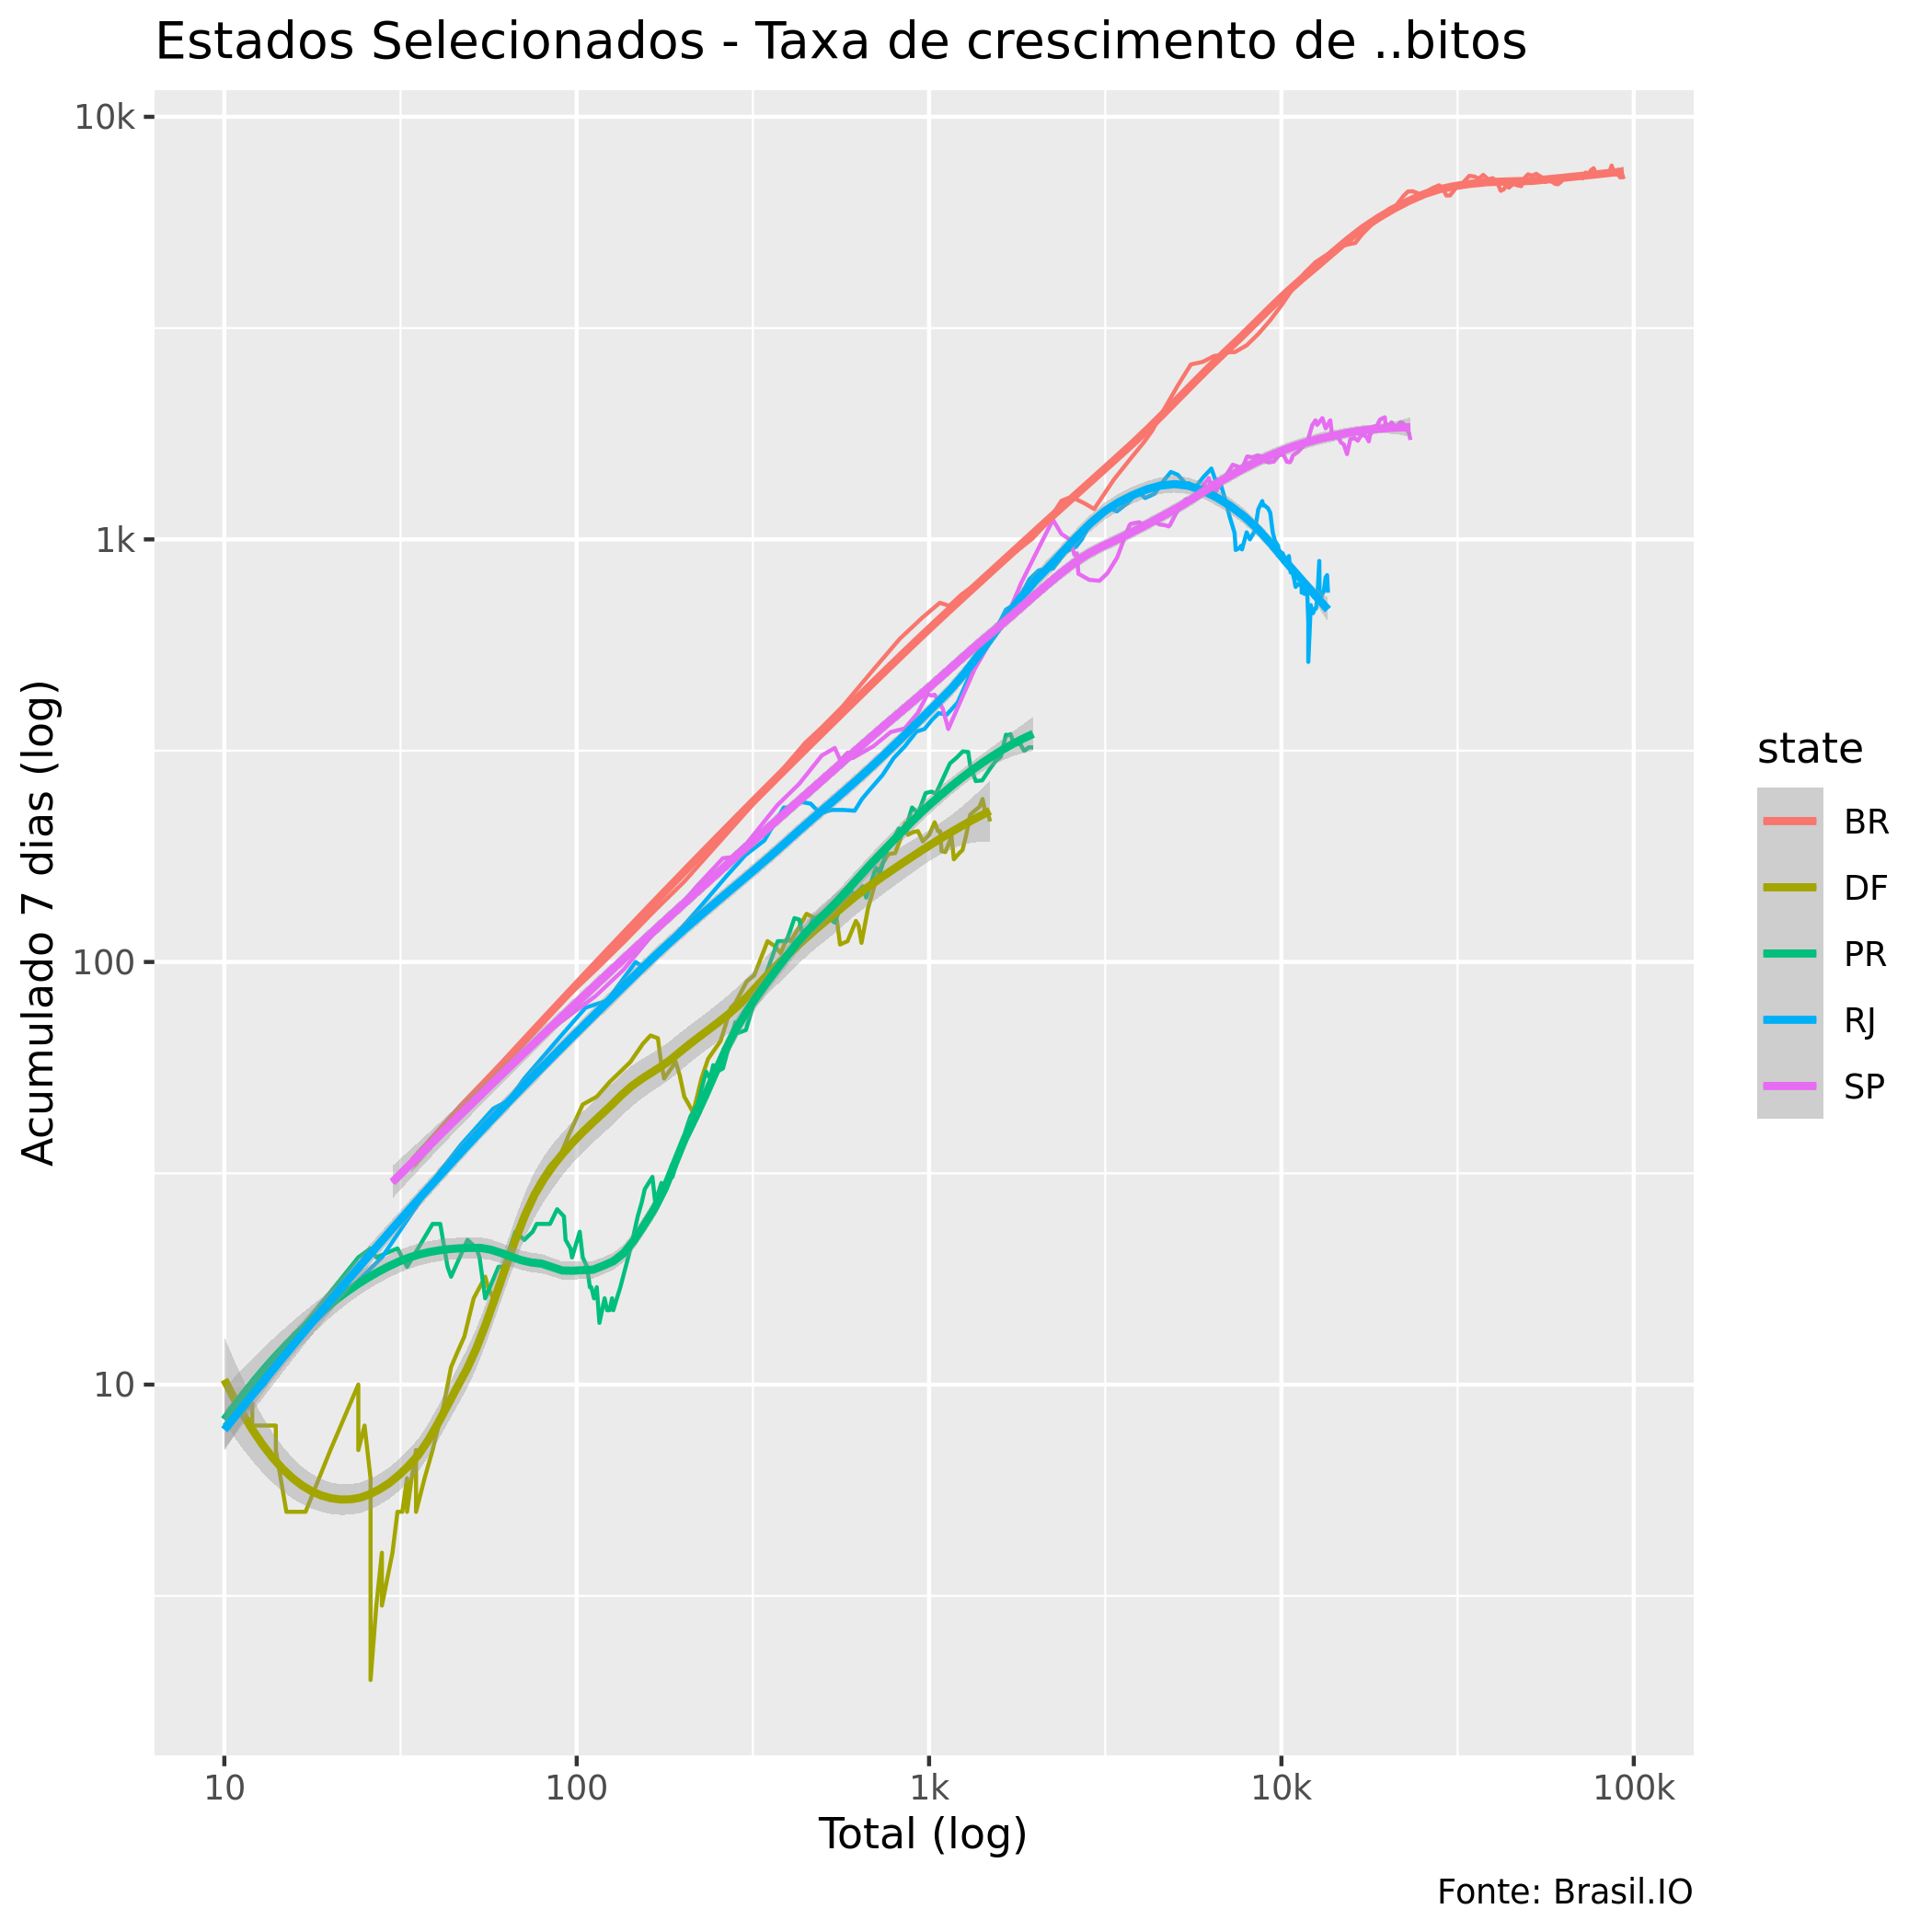 Estados Selecionados - Taxa de crescimento de ..bitos
10k
1k
100
10
Acumulado 7 dias (log)
10 100 1k 10k 100k
Total (log)
state
BR
DF
PR
RJ
SP
Fonte: Brasil.IO